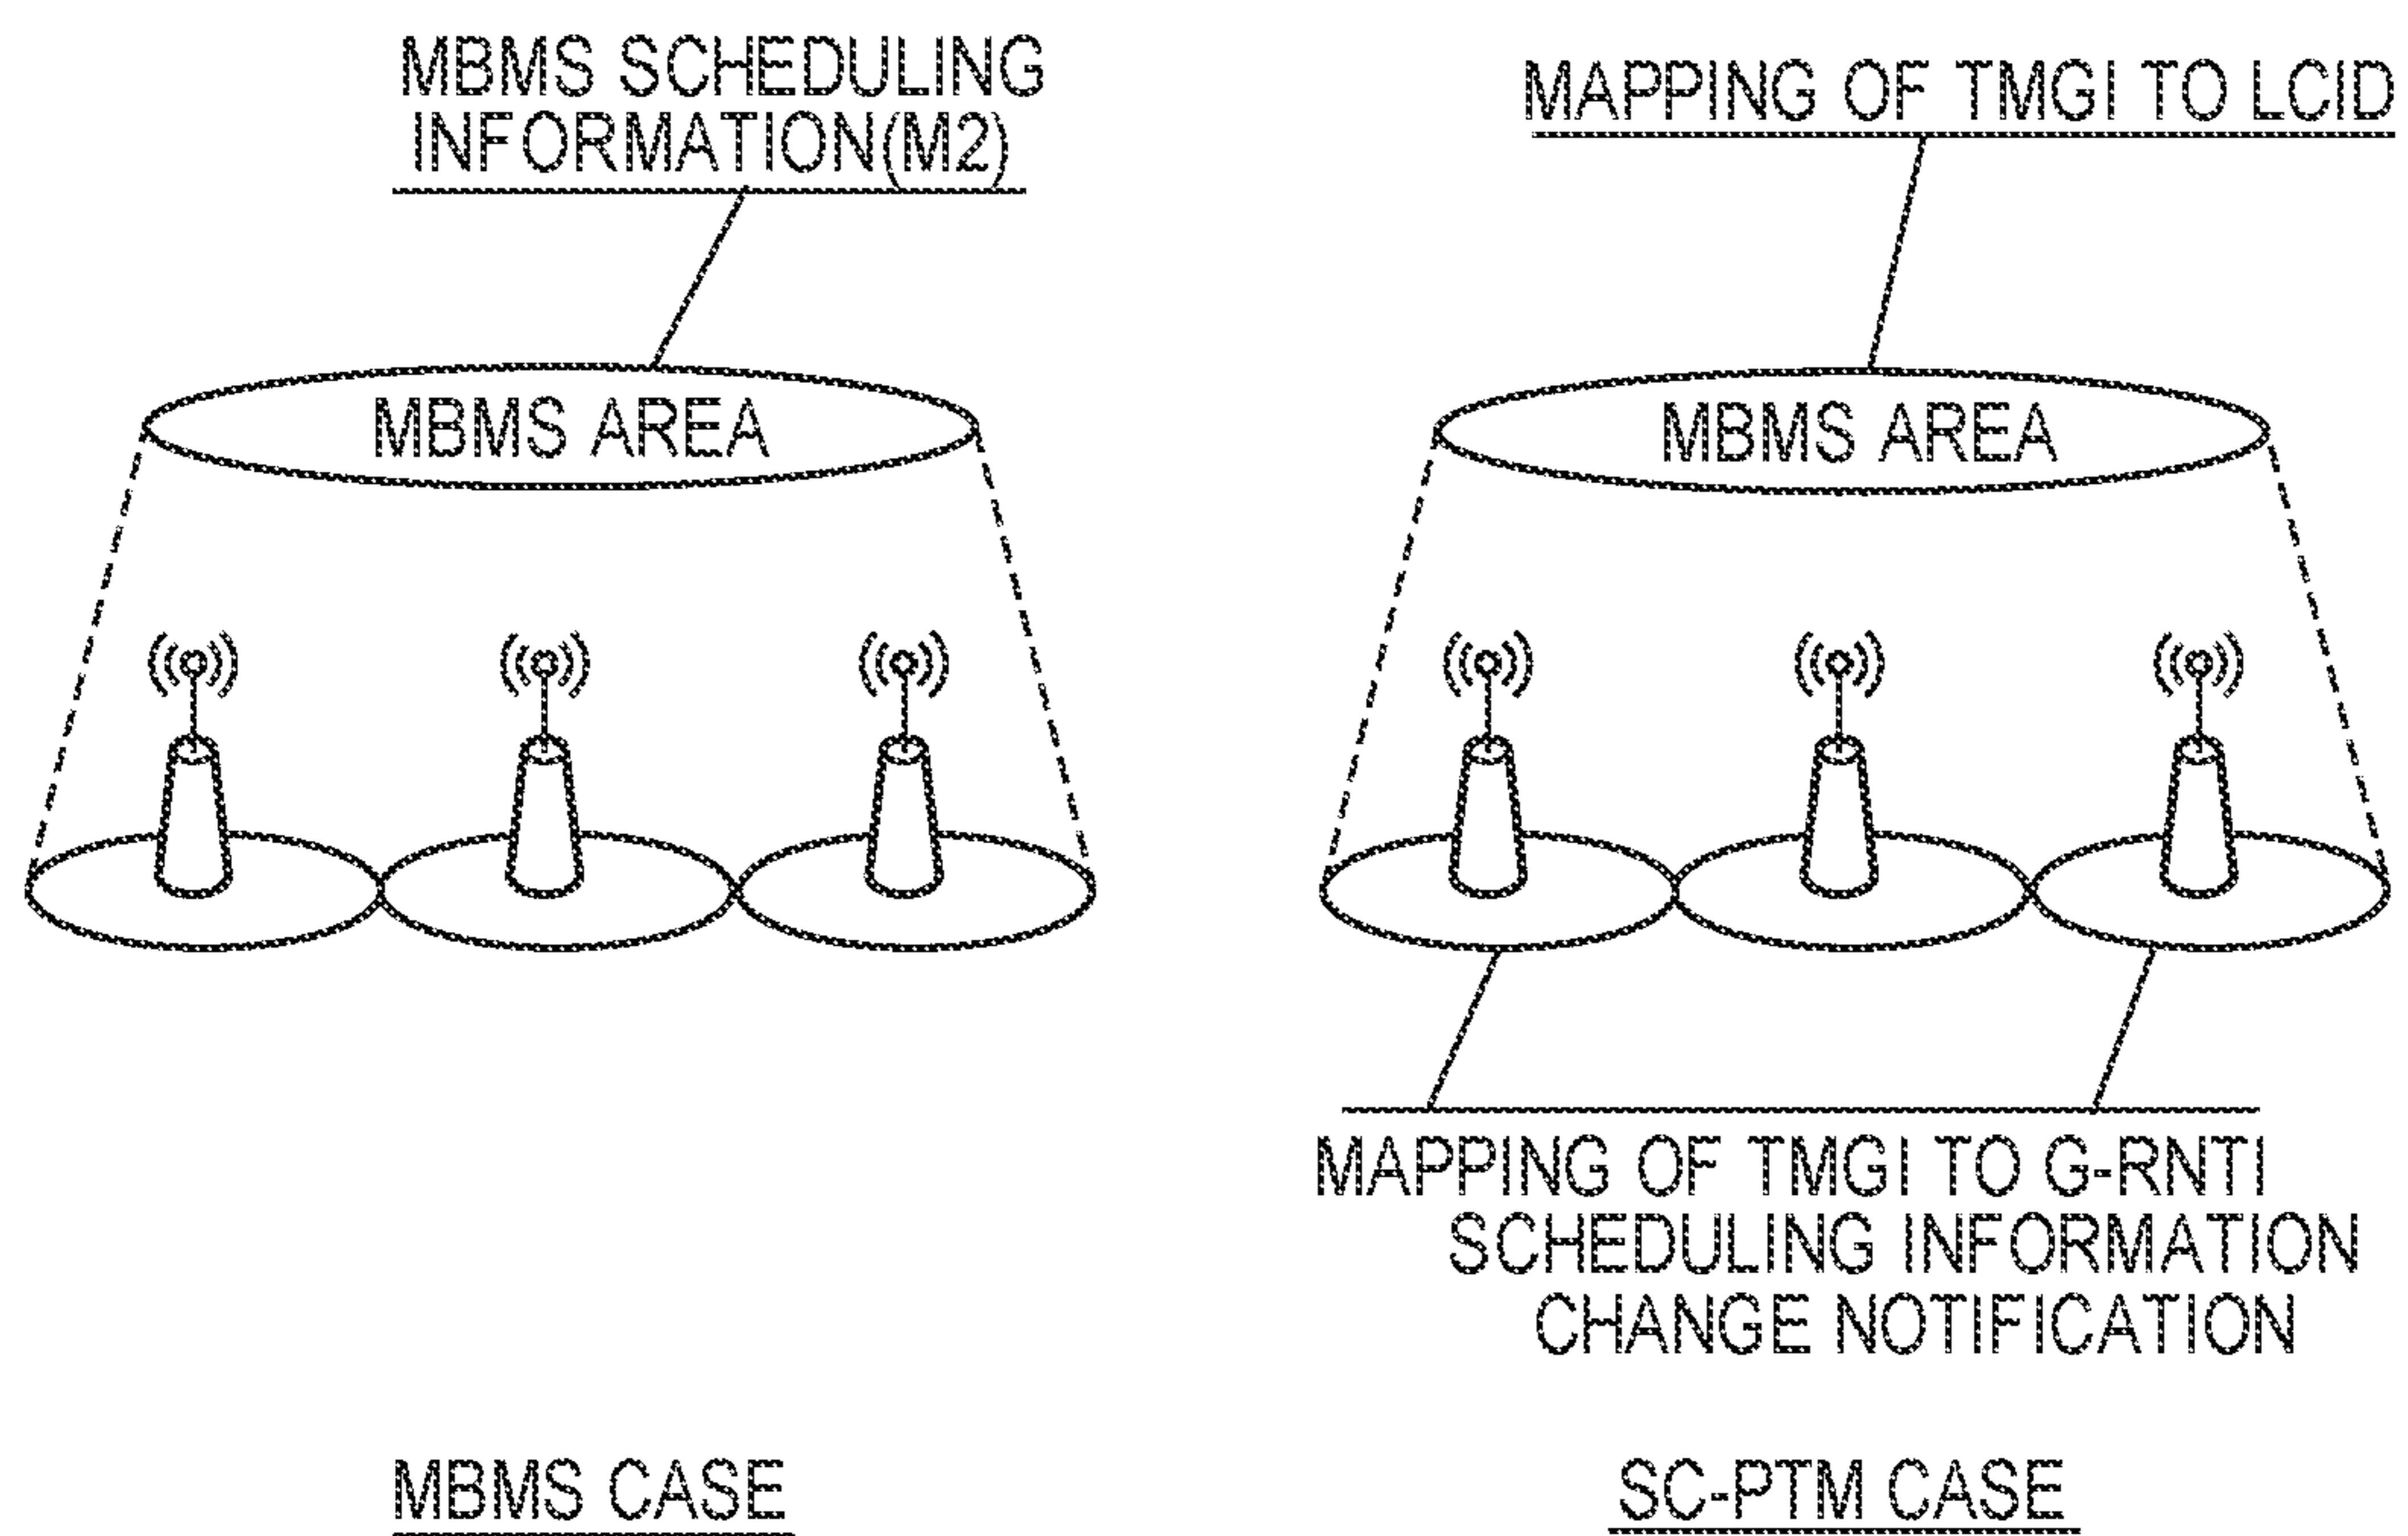 MBMS SCHEDULING
INFORMATION(M2)
MBMS AREA
MBMS CASE
MAPPING OF TMGI TO LCID
MBMS AREA
MAPPING OF TMGI TO G-RNTI
SCHEDULING INFORMATION
CHANGE NOTIFICATION
SC-PTM CASE